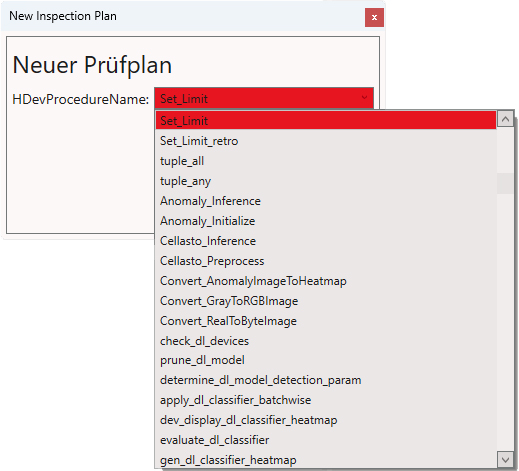 New Inspection Plan
x
Neuer Prüfplan
HDevProcedureName: Set_Limit
Set_Limit
Set_Limit_retro
tuple_all
tuple_any
Anomaly_Inference
Anomaly_Initialize
Cellasto_Inference
Cellasto_Preprocess
Convert_AnomalyImageToHeatmap
Convert_GrayToRGBImage
Convert_RealToByteImage
check_dl_devices
prune_dl_model
determine_dl_model_detection_param
apply_dl_classifier_batchwise
dev_display_dl_classifier_heatmap
evaluate_dl_classifier
gen_dl_classifier_heatmap